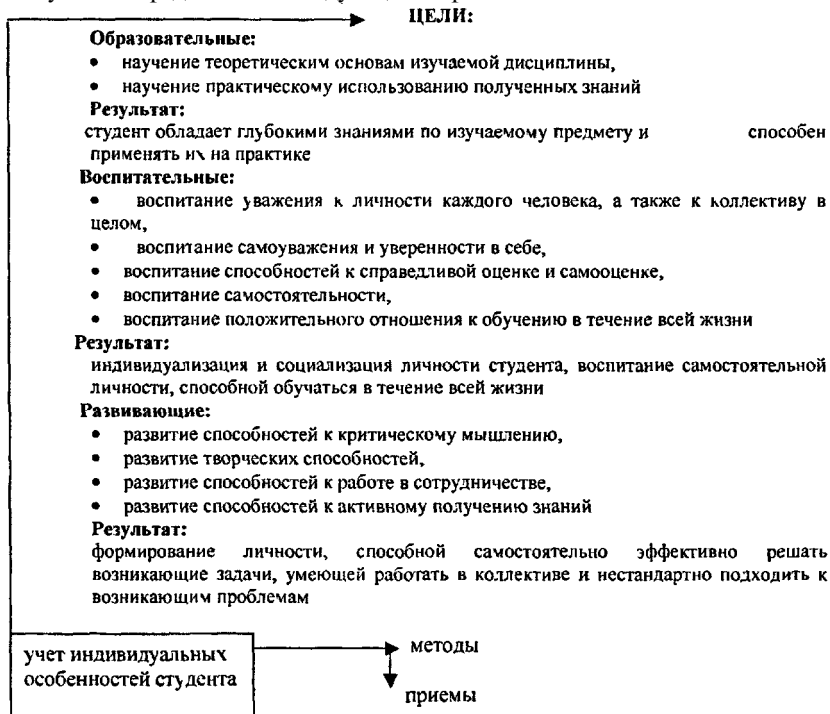 ЦЕЛИ:
Образовательные:
• научение теоретическим основам изучаемой дисциплины,
• научение практическому использованию полученных знаний
Результат:
студент обладает глубокими знаниями по изучаемому предмету и способен
применять их на практике
Воспитательные:
• воспитание уважения к личности каждого человека, а также к коллективу в
целом,
• воспитание самоуважения и уверенности в себе,
• воспитание способностей к справедливой оценке и самооценке,
• воспитание самостоятельности,
• воспитание положительного отношения к обучению в течение всей жизни
Результат:
индивидуализация и социализация личности студента, воспитание самостоятельной
личности, способной обучаться в течение всей жизни
Развивающие:
• развитие способностей к критическому мышлению,
• развитие творческих способностей,
• развитие способностей к работе в сотрудничестве,
• развитие способностей к активному получению знаний
Результат:
формирование личности, способной самостоятельно эффективно решать
возникающие задачи, умеющей работать в коллективе и нестандартно подходить к
возникающим проблемам
учет индивидуальных
особенностей студента
методы
приемы